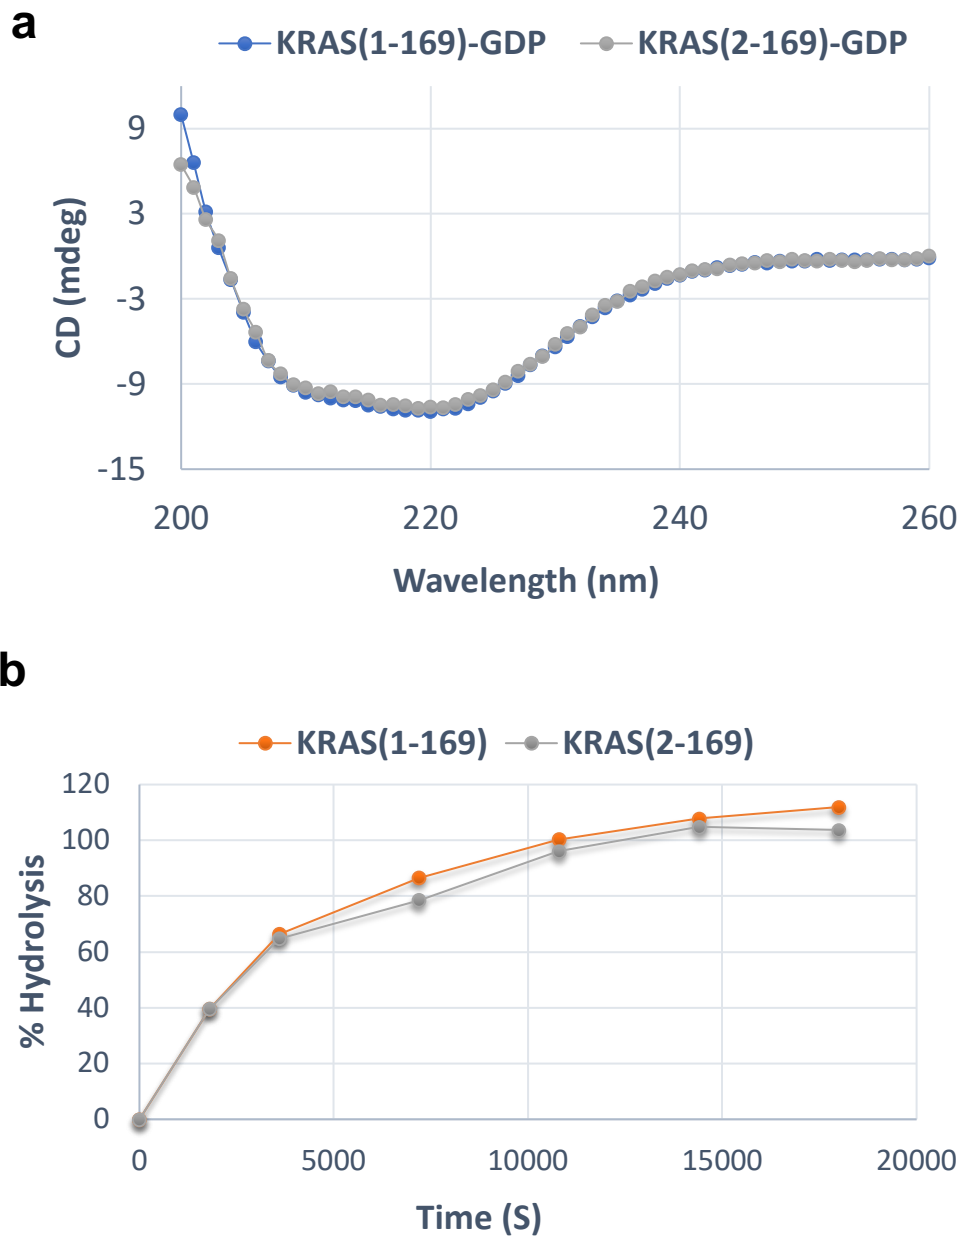 a
KRAS(1-169)-GDP KRAS(2-169)-GDP
9
3
-3
-9
-15
CD (mdeg)
200 220 240 260
Wavelength (nm)
b
KRAS(1-169) KRAS(2-169)
120
100
80
60
40
20
0
% Hydrolysis
0 5000 10000 15000 20000
Time (S)